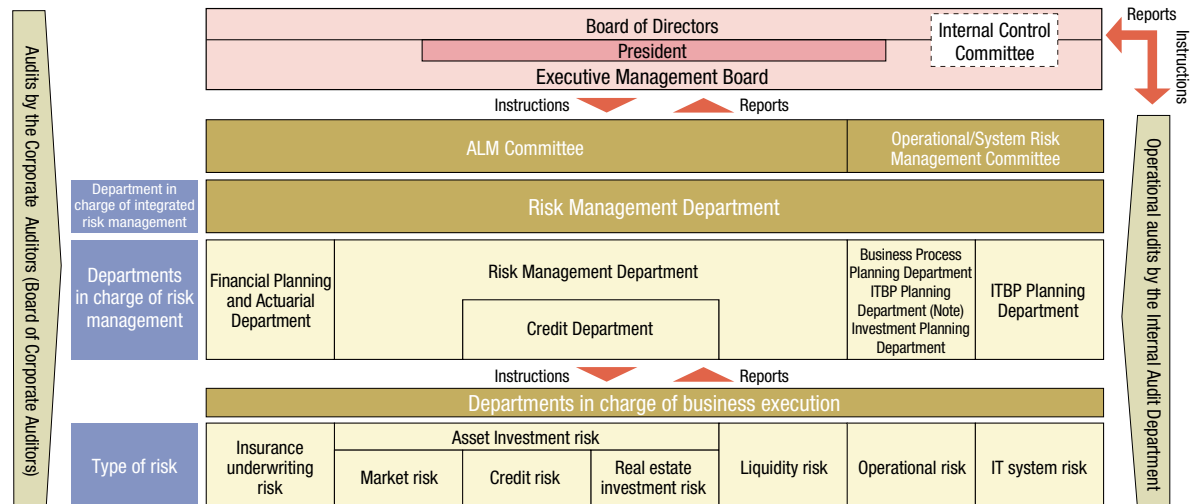 Audits by the Corporate Auditors (Board of Corporate Auditors)
Board of Directors
President
Executive Management Board
Internal Control
Committee
Reports
Instructions
Instructions
Reports
ALM Committee
Operational/System Risk
Management Committee
Department in
charge of integrated
risk management
Risk Management Department
Departments
in charge of risk
management
Financial Planning
and Actuarial
Department
Risk Management Department
Credit Department
Business Process
Planning Department
ITBP Planning
Department (Note)
Investment Planning
Department
ITBP Planning
Department
Operational audits by the Internal Audit Department
Instructions
Reports
Departments in charge of business execution
Type of risk
Insurance
underwriting
risk
Asset Investment risk
Market risk
Credit risk
Real estate
investment risk
Liquidity risk
Operational risk
IT system risk